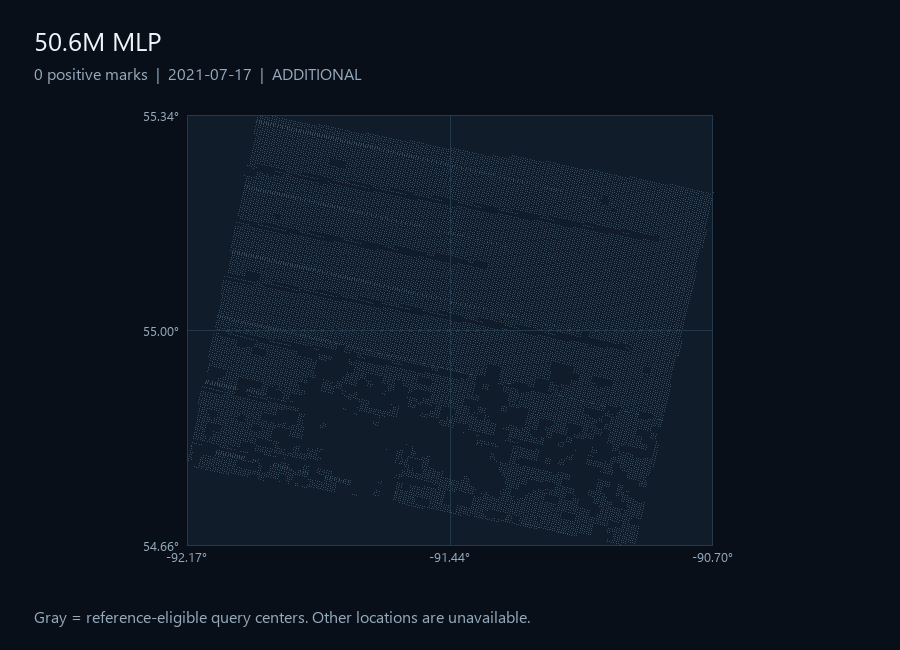 50.6M MLP
0 positive marks | 2021-07-17 | ADDITIONAL
55.34°
55.00°
54.66°
-92.17° -91.44° -90.70°
Gray = reference-eligible query centers. Other locations are unavailable.